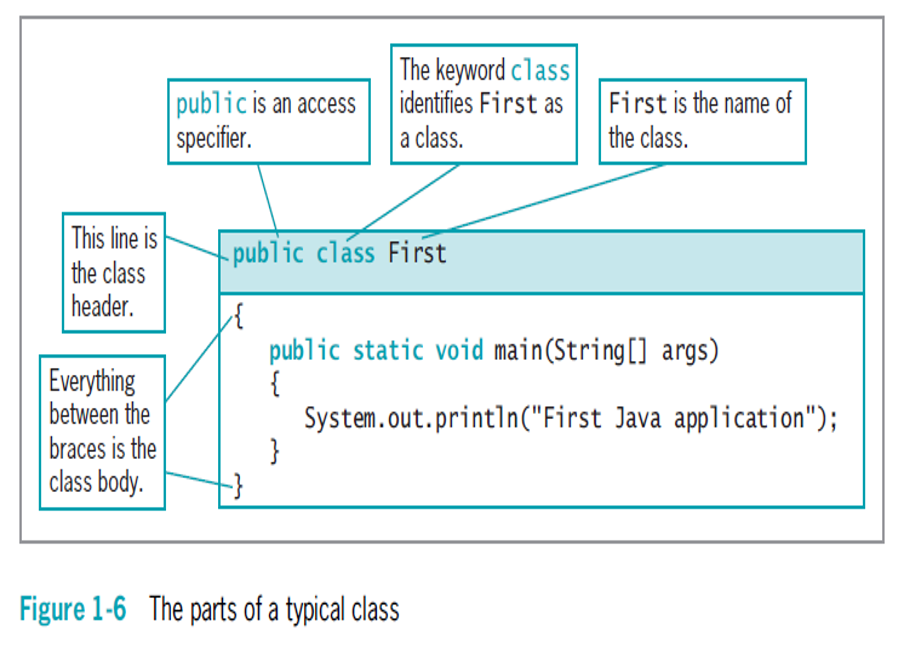 The keyword class
identifies First as
a class.
public is an access
specifier.
First is the name of
the class.
This line is
the class
header.
public class First
{
public static void main(String[] args)
{
System.out.println("First Java application");
}
}
Everything
between the
braces is the
class body.
Figure 1-6 The parts of a typical class